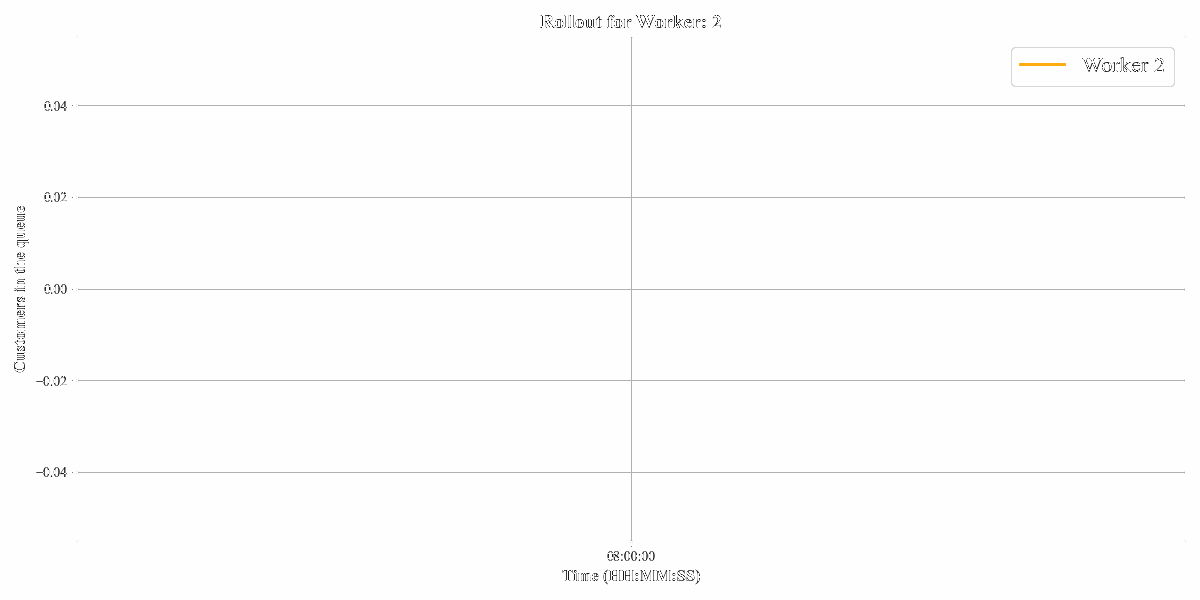 Rollout for Worker: 2
Worker 2
0.04
0.02
0.00
−0.02
−0.04
Customers in the queue
08:00:00
Time (HH:MM:SS)